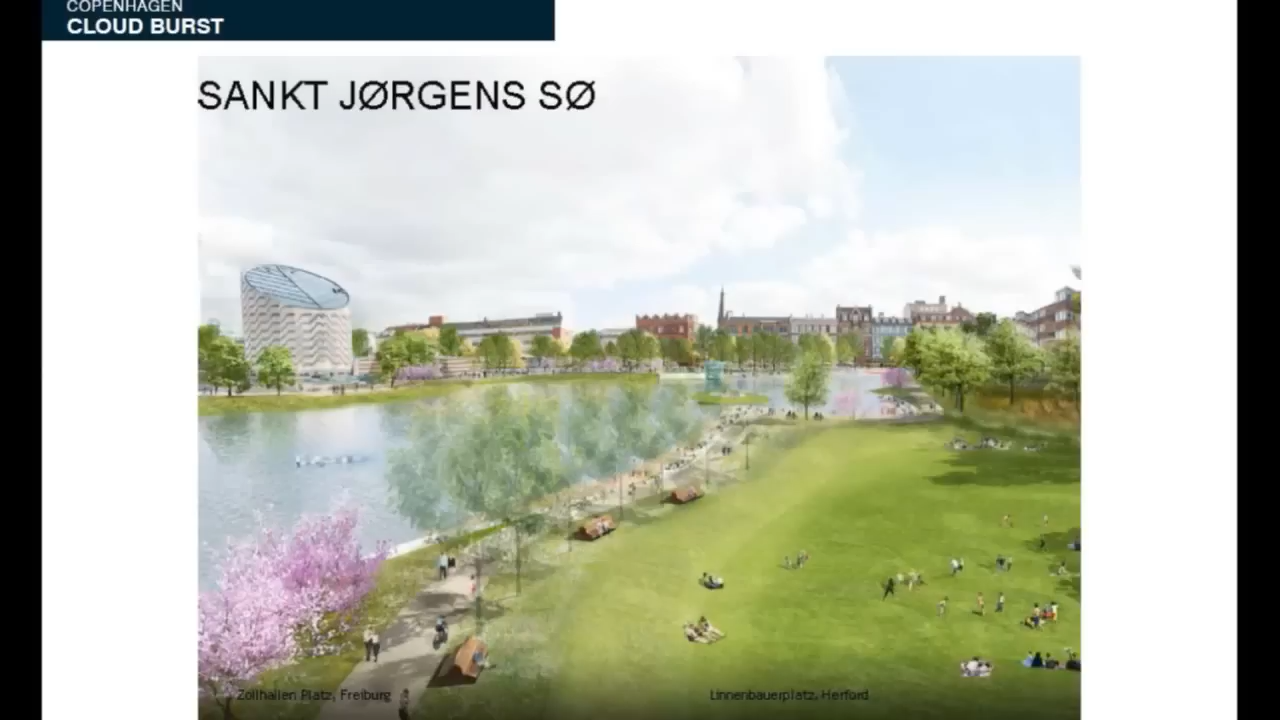 COPENHAGEN
CLOUD BURST
SANKT JØRGENS SØ
Zollhallen Platz, Freiburg
Linnenbauerplatz, Herford